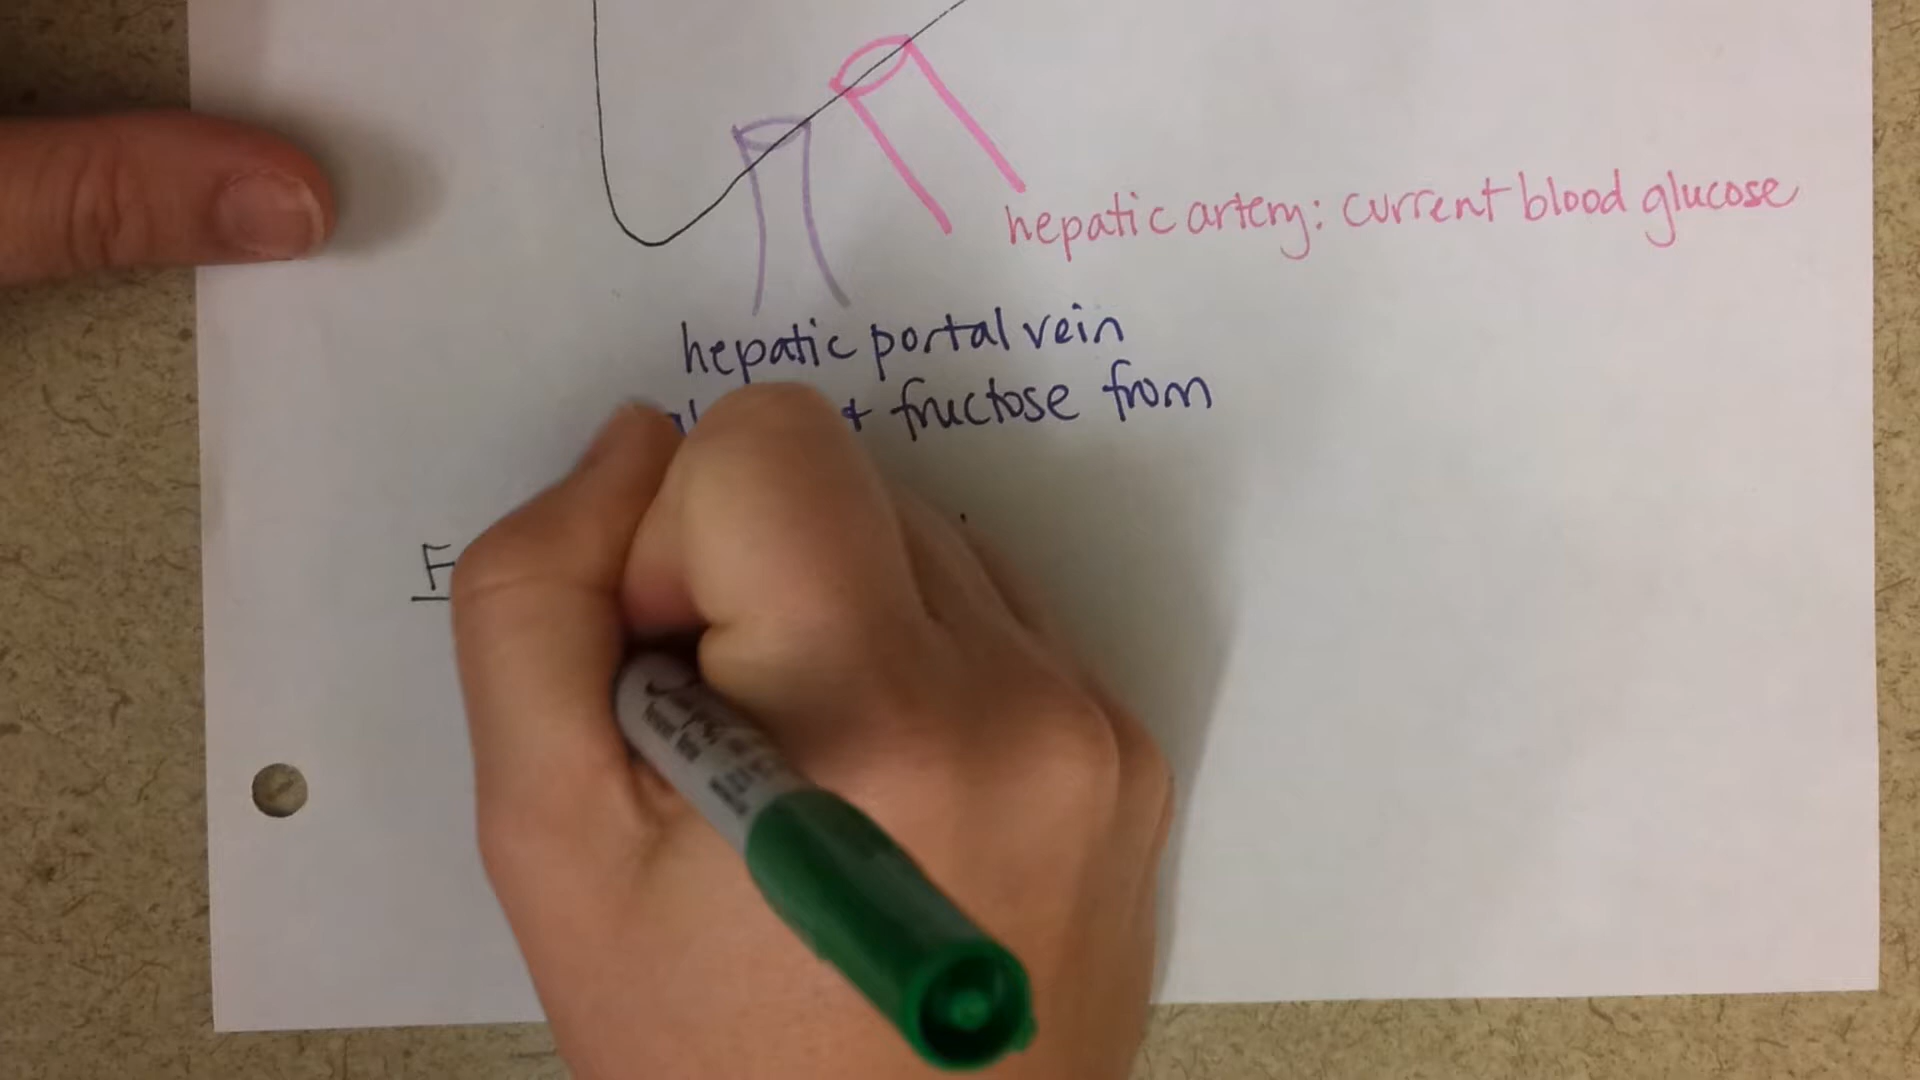 hepatic artery: current blood glucose
hepatic portal vein
+ fructose from
F